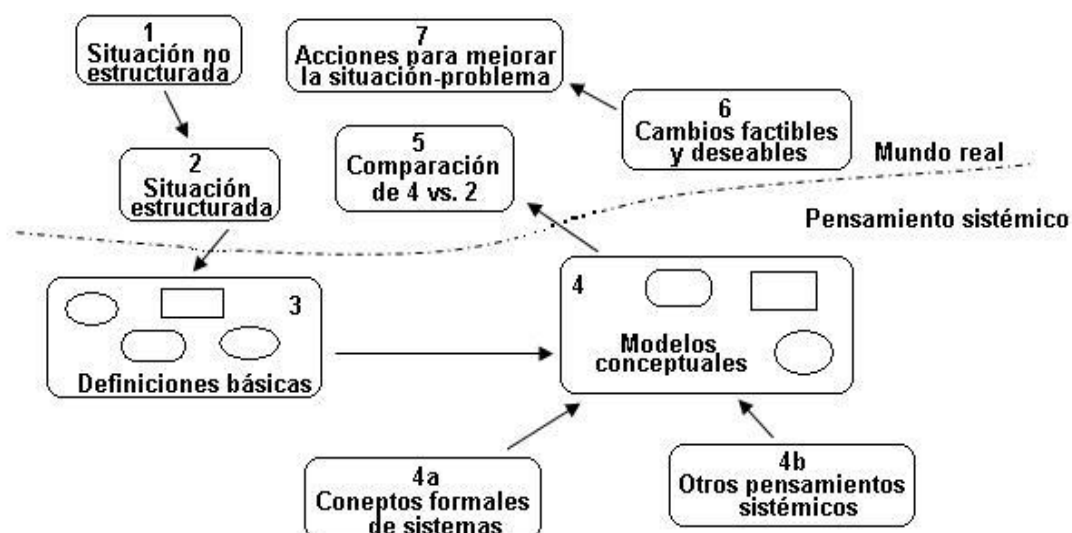 1
Situación no
estructurada
7
Acciones para mejorar
la situación-problema
6
Cambios factibles
y deseables
Mundo real
5
Comparación
de 4 vs. 2
2
Situación
estructurada
Pensamiento sistémico
3
Definiciones básicas
4
Modelos
conceptuales
4a
Coneptos formales
de sistemas
4b
Otros pensamientos
sistémicos